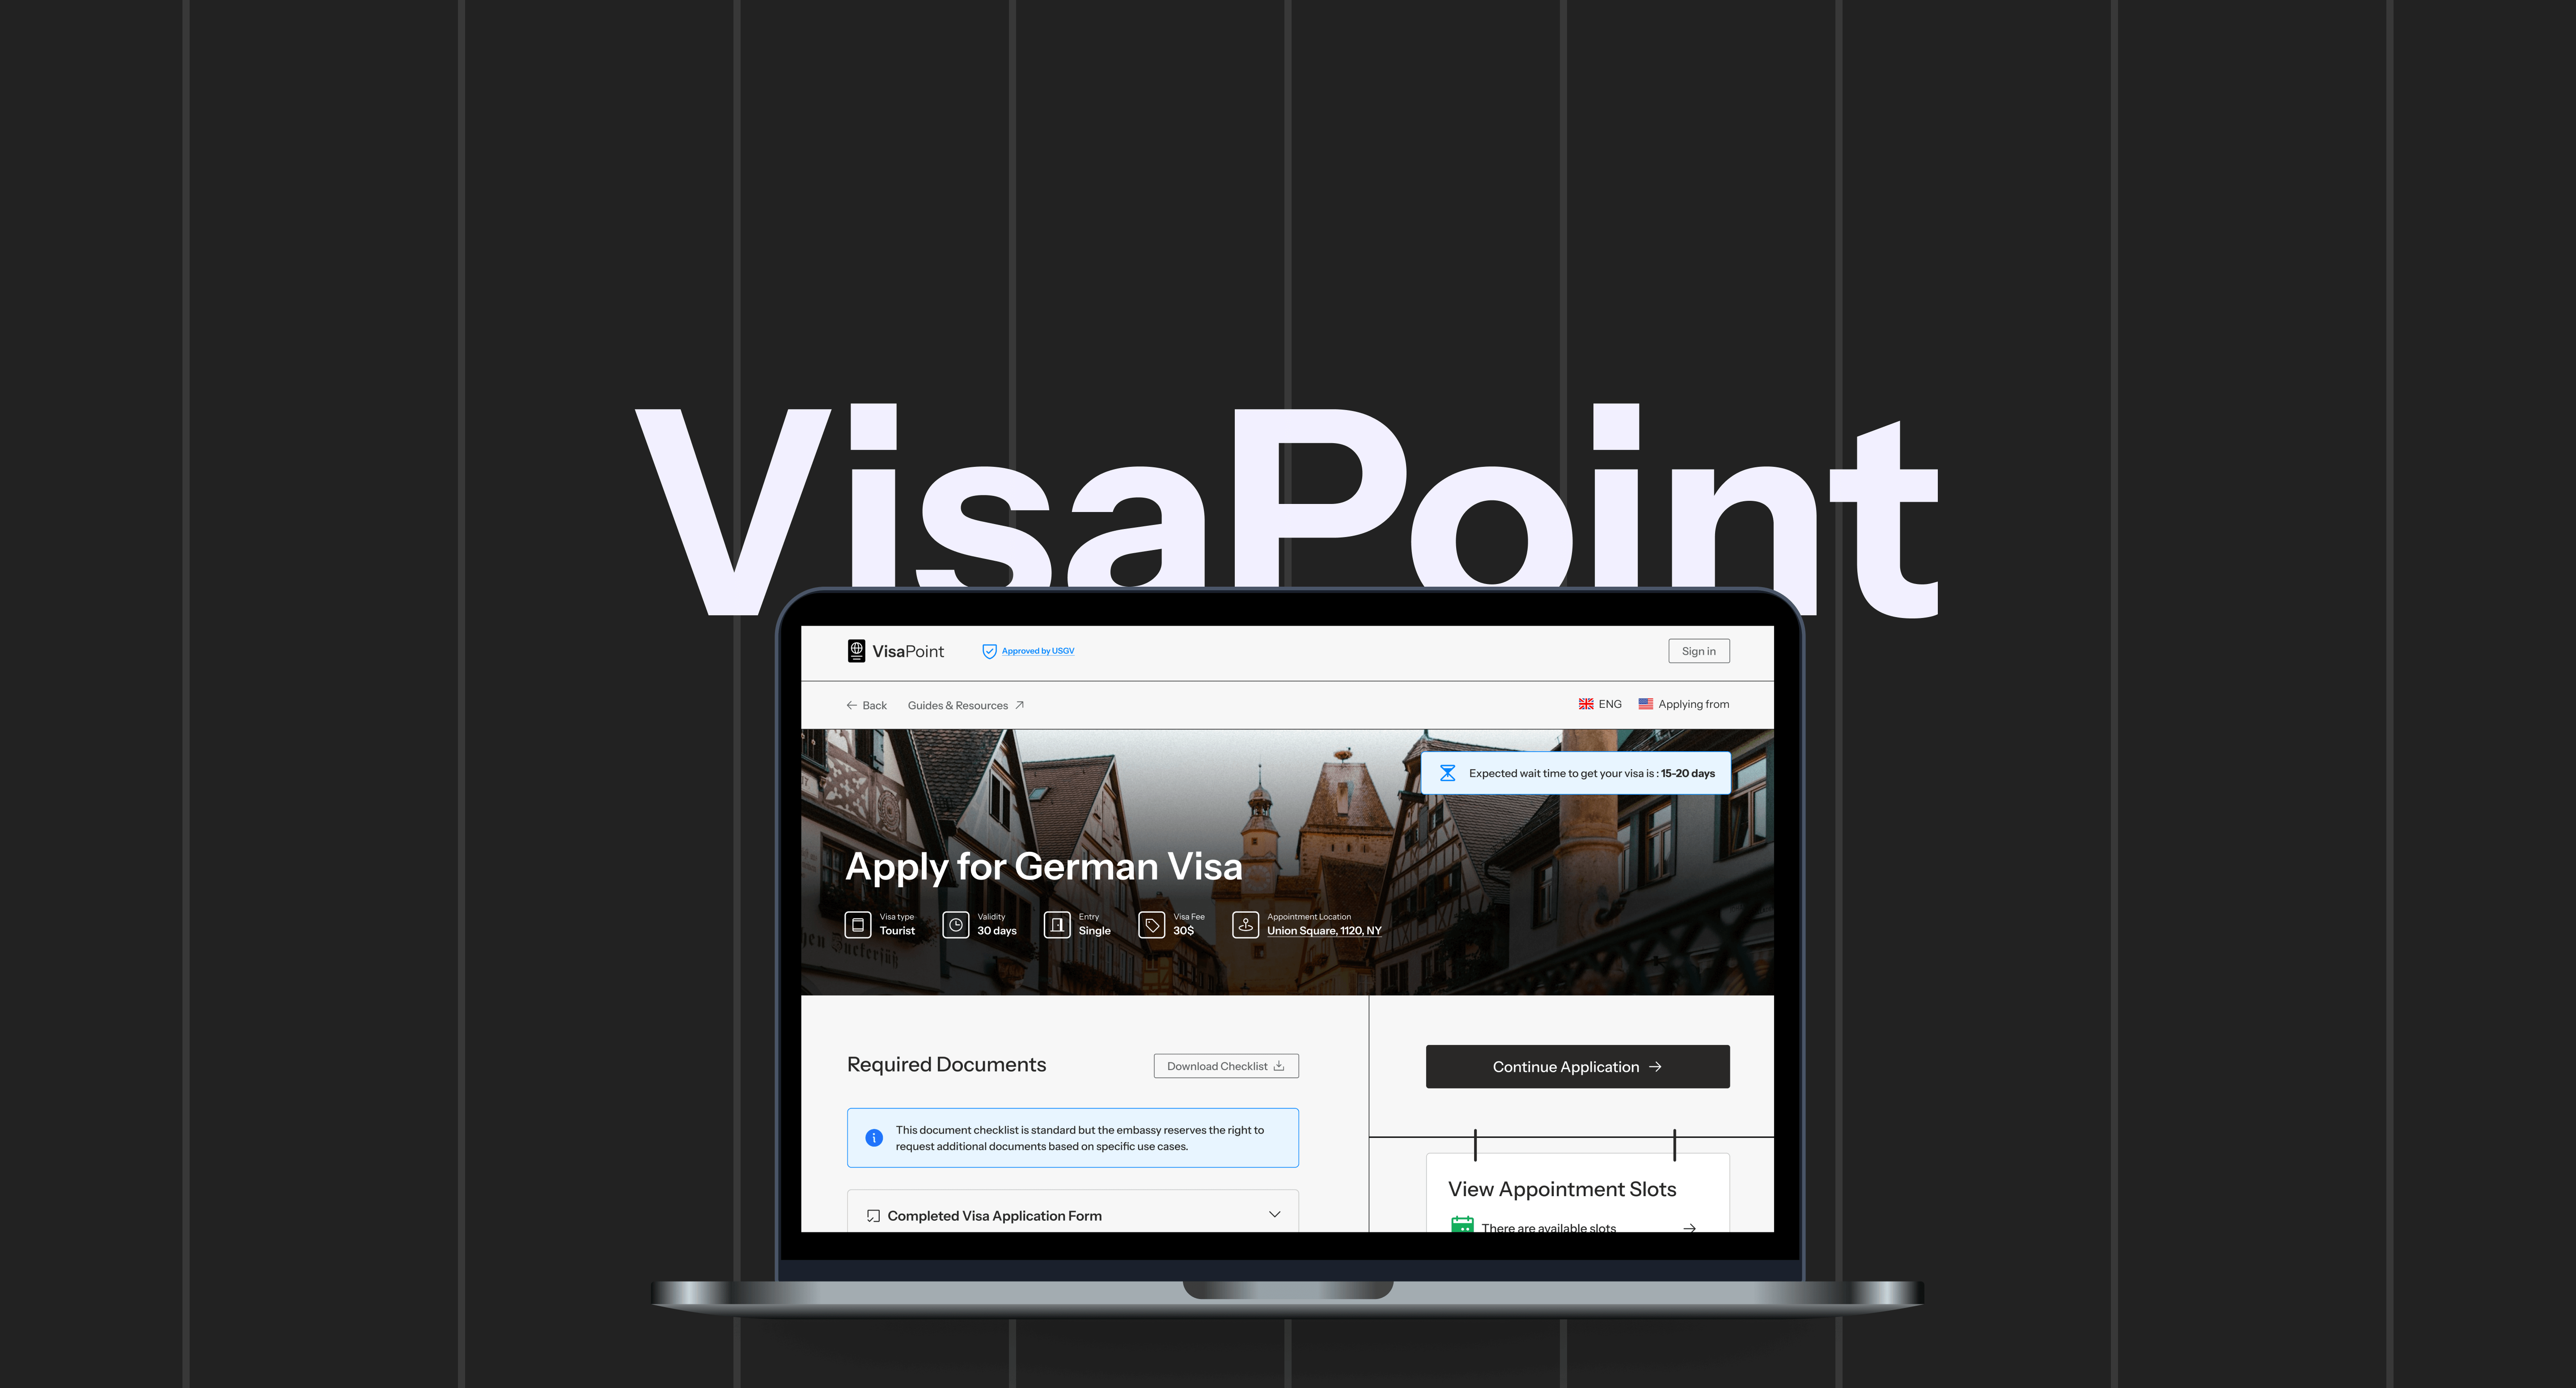 VisaPoint
VisaPoint
Approved by USGV
Sign in
Back
Guides & Resources
ENG
Applying from
Expected wait time to get your visa is : 15-20 days
Apply for German Visa
Visa type
Tourist
Validity
30 days
Entry
Single
Visa Fee
30$
Appointment Location
Union Square, 1120, NY
Required Documents
Download Checklist
Continue Application
This document checklist is standard but the embassy reserves the right to
request additional documents based on specific use cases.
Completed Visa Application Form
View Appointment Slots
There are available slots